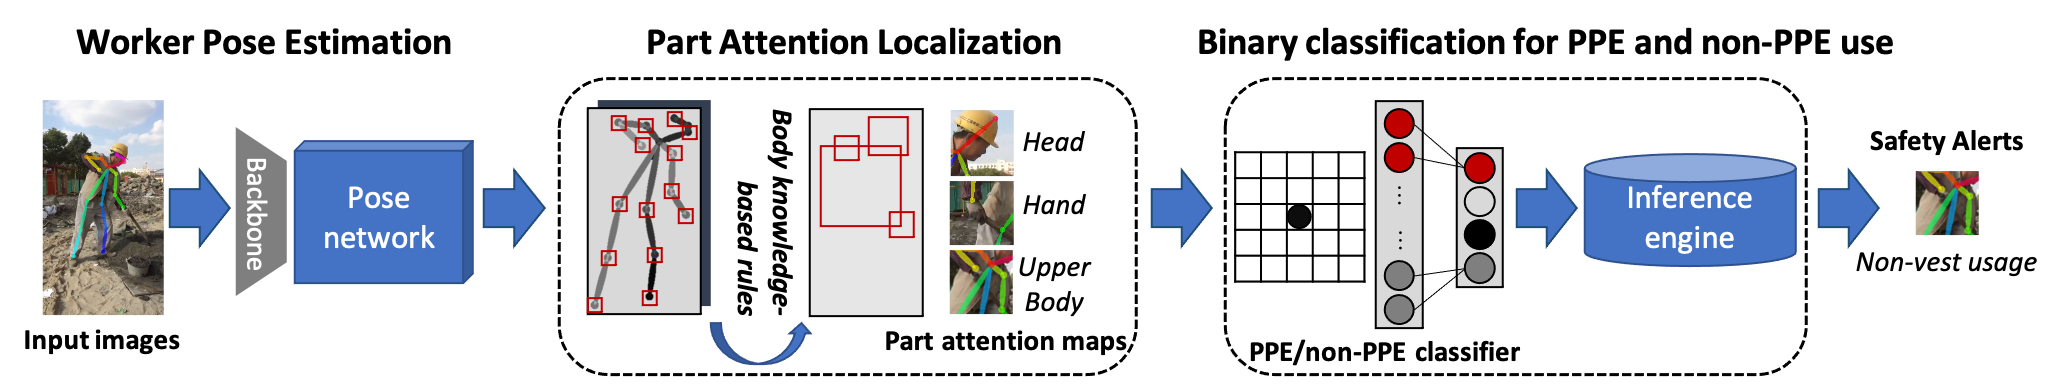 Worker Pose Estimation
Part Attention Localization
Binary classification for PPE and non-PPE use
Input images
Backbone
Pose
network
Body knowledge-
based rules
Head
Hand
Upper
Body
Part attention maps
PPE/non-PPE classifier
Inference
engine
Safety Alerts
Non-vest usage